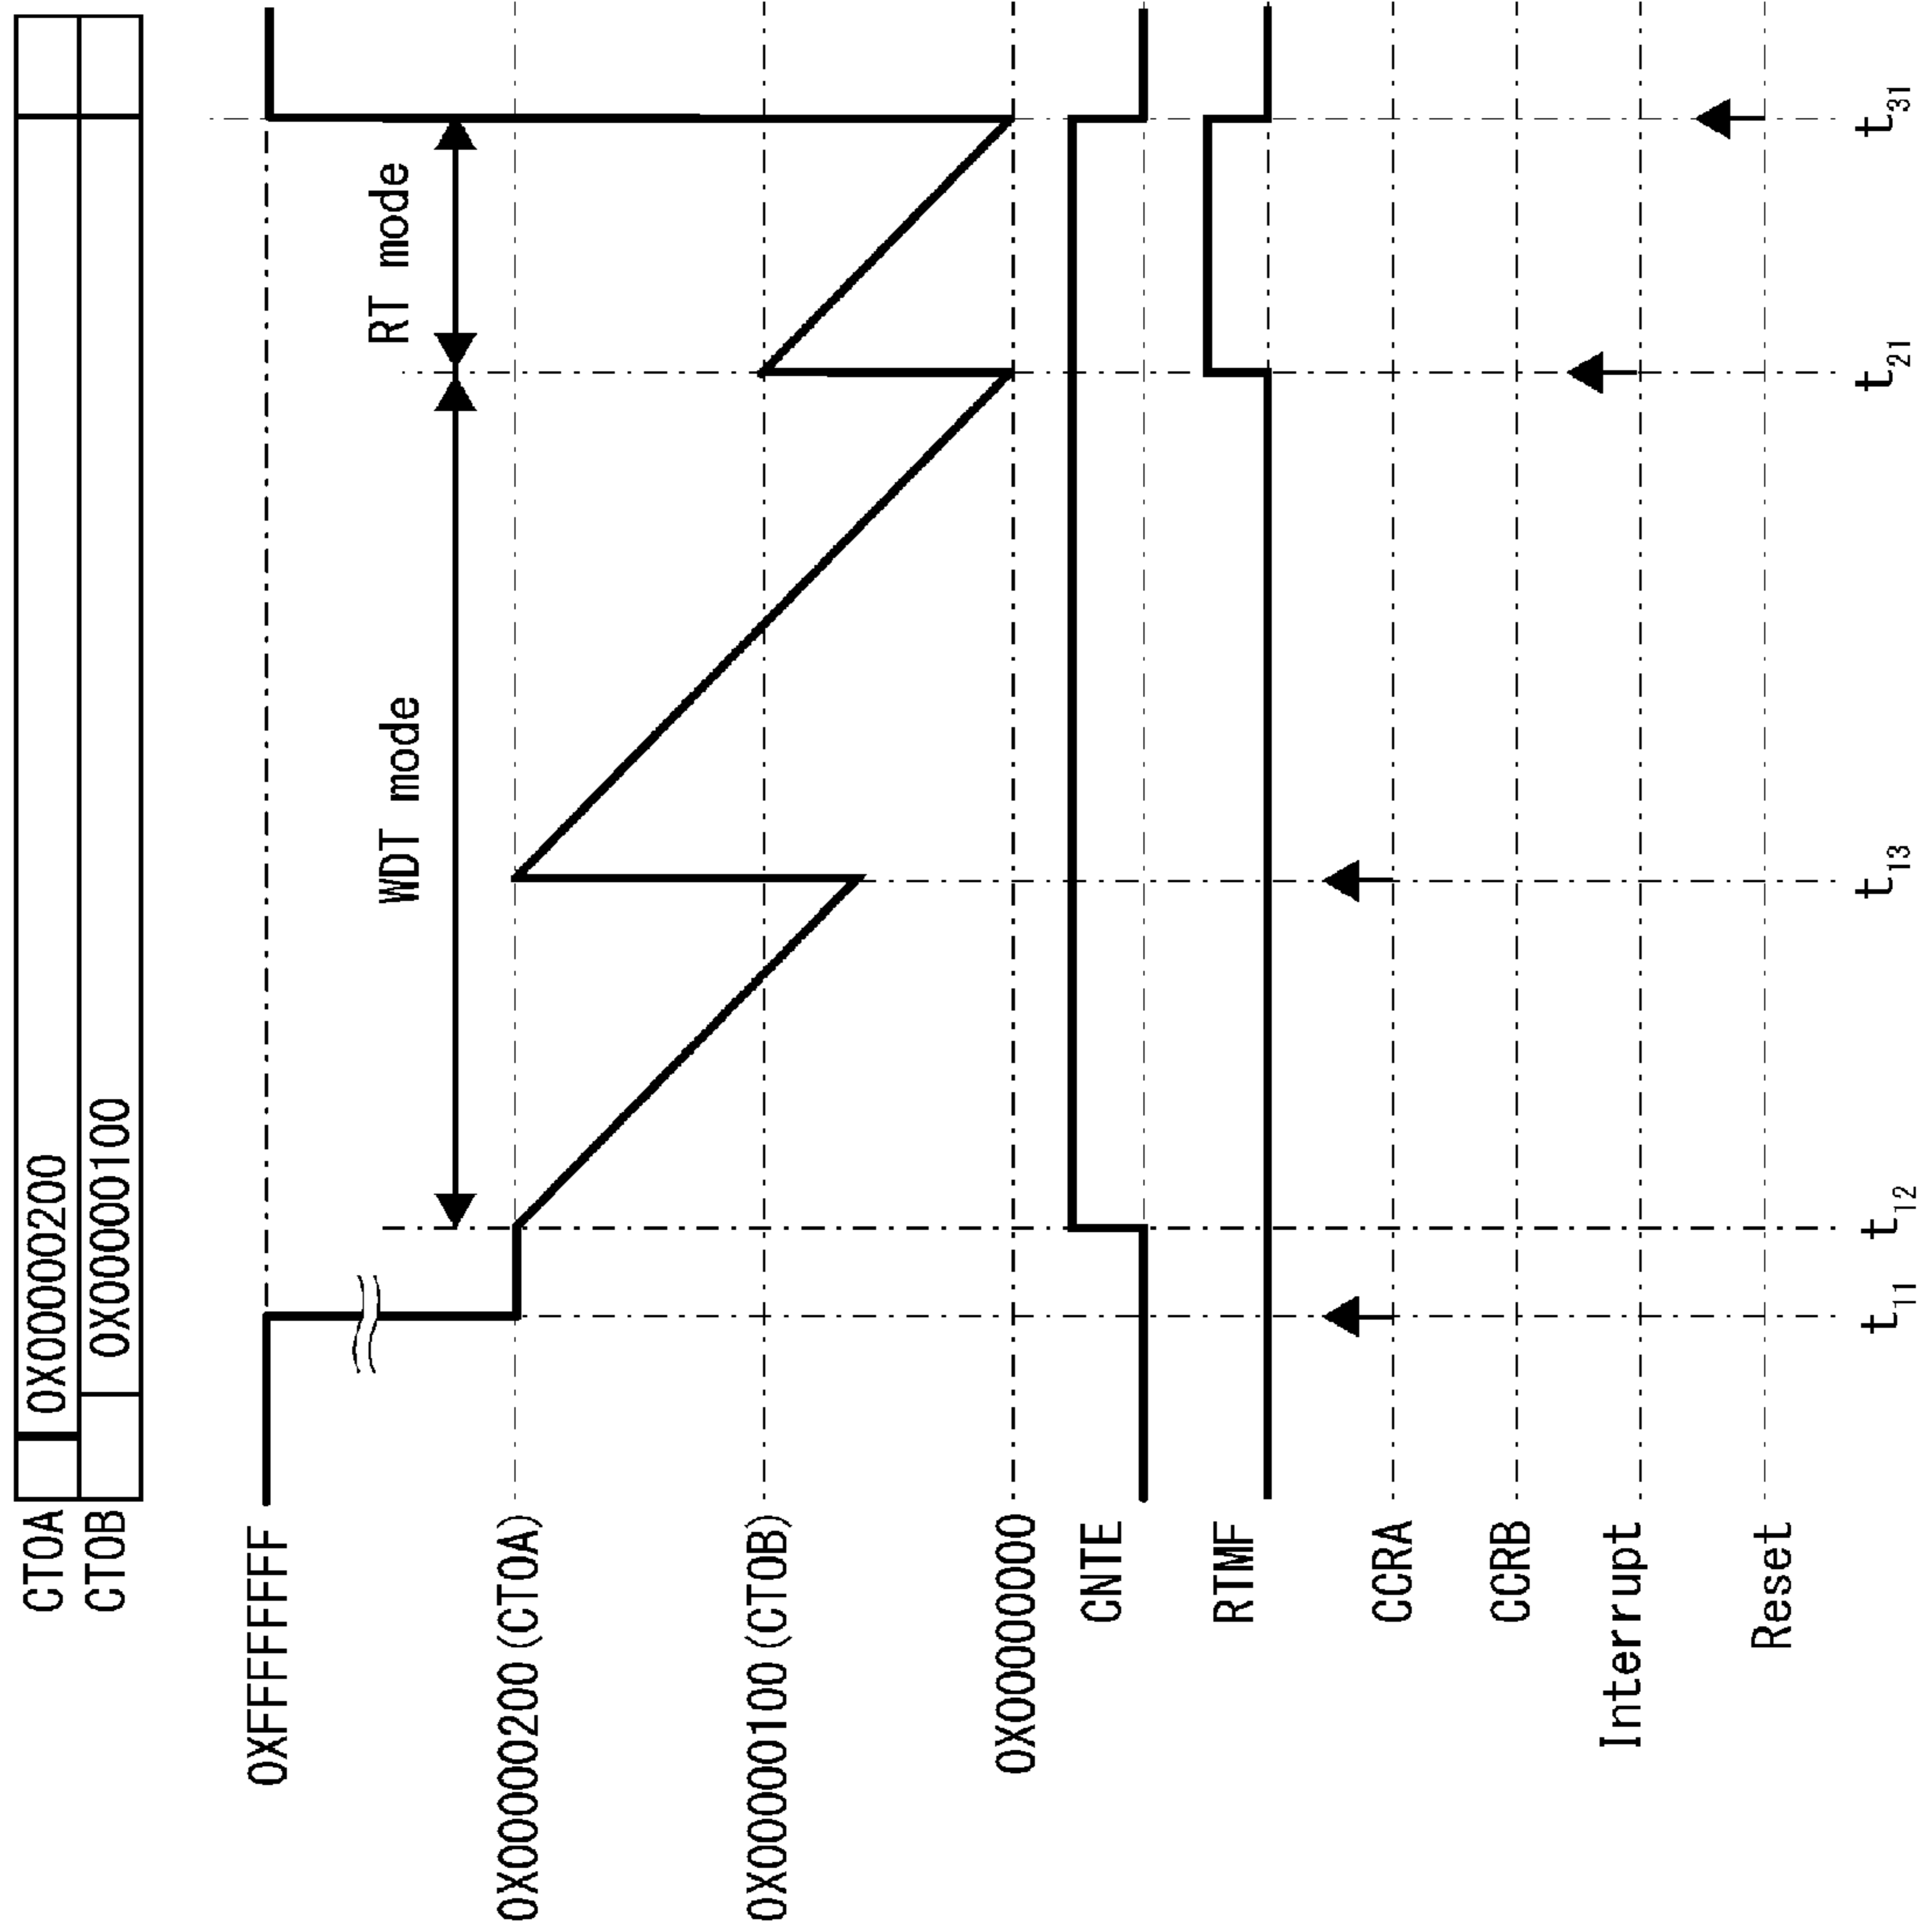 CTOA 0X00000200
CTOB 0X00000100
0XFFFFFFFF
WDT mode RT mode
0X00000200(CTOA)
0X00000100(CTOB)
0X00000000
CNTE
RTMF
CCRA
CCRB
Interrupt
Reset
t11 t12 t13 t21 t31